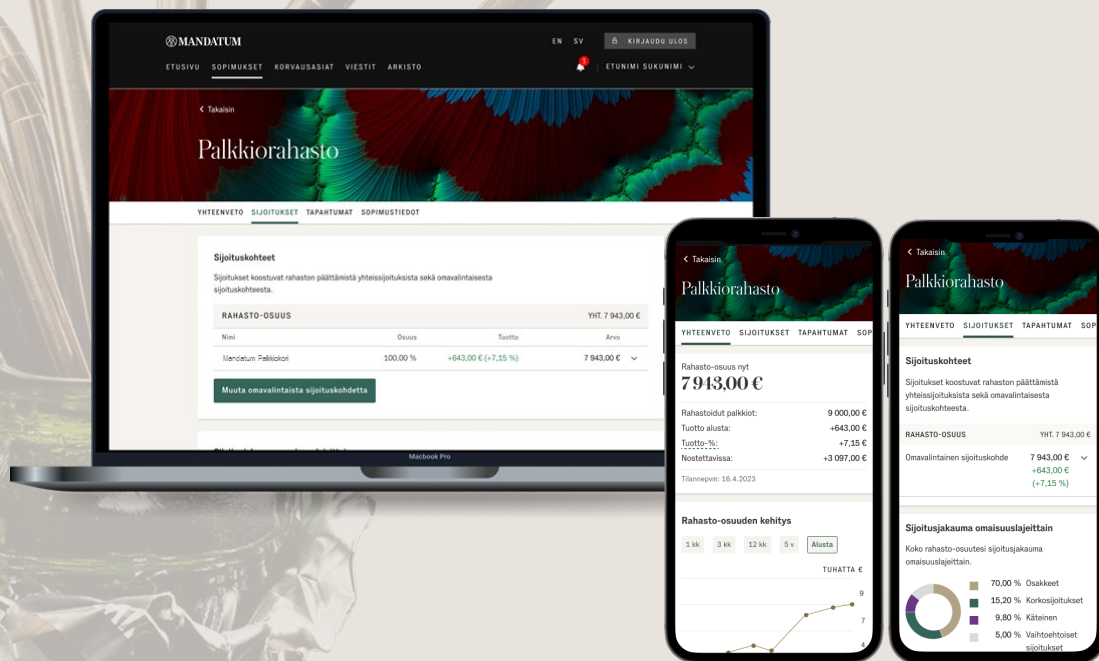 MANDATUM
EN SV KIRJAUDU ULOS
ETUSIVU SOPIMUKSET KORVAUSASIAT VIESTIT ARKISTO
1
ETUNIMI SUKUNIMI
Takaisin
Palkkiorahasto
YHTEENVETO SIJOITUKSET TAPAHTUMAT SOPIMUSTIEDOT
Sijoituskohteet
Sijoitukset koostuvat rahaston päättämistä yhteissijoituksista sekä omavalintaisesta
sijoituskohteesta.
RAHASTO-OSUUS YHT. 7 943,00 €
Nimi Osuus Tuotto Arvo
Mandatum Palkkiokori 100,00 % +643,00 € (+7,15 %) 7 943,00 €
Muuta omavalintaista sijoituskohdetta
Macbook Pro
Takaisin
Palkkiorahasto
YHTEENVETO SIJOITUKSET TAPAHTUMAT SOP
Rahasto-osuus nyt
7 943,00 €
Rahastoidut palkkiot: 9 000,00 €
Tuotto alusta: +643,00 €
Tuotto-%: +7,15 €
Nostettavissa: +3 097,00 €
Tilannepvm: 16.4.2023
Rahasto-osuuden kehitys
1 kk 3 kk 12 kk 5 v Alusta
TUHATTA €
9
7
4
Takaisin
Palkkiorahasto
YHTEENVETO SIJOITUKSET TAPAHTUMAT SOP
Sijoituskohteet
Sijoitukset koostuvat rahaston päättämistä
yhteissijoituksista sekä omavalintaisesta
sijoituskohteesta.
RAHASTO-OSUUS YHT. 7 943,00 €
Omavalintainen sijoituskohde 7 943,00 €
+643,00 €
(+7,15 %)
Sijoitusjakauma omaisuuslajeittain
Koko rahasto-osuutesi sijoitusjakauma
omaisuuslajeittain.
70,00 % Osakkeet
15,20 % Korkosijoitukset
9,80 % Käteinen
5,00 % Vaihtoehtoiset
sijoitukset